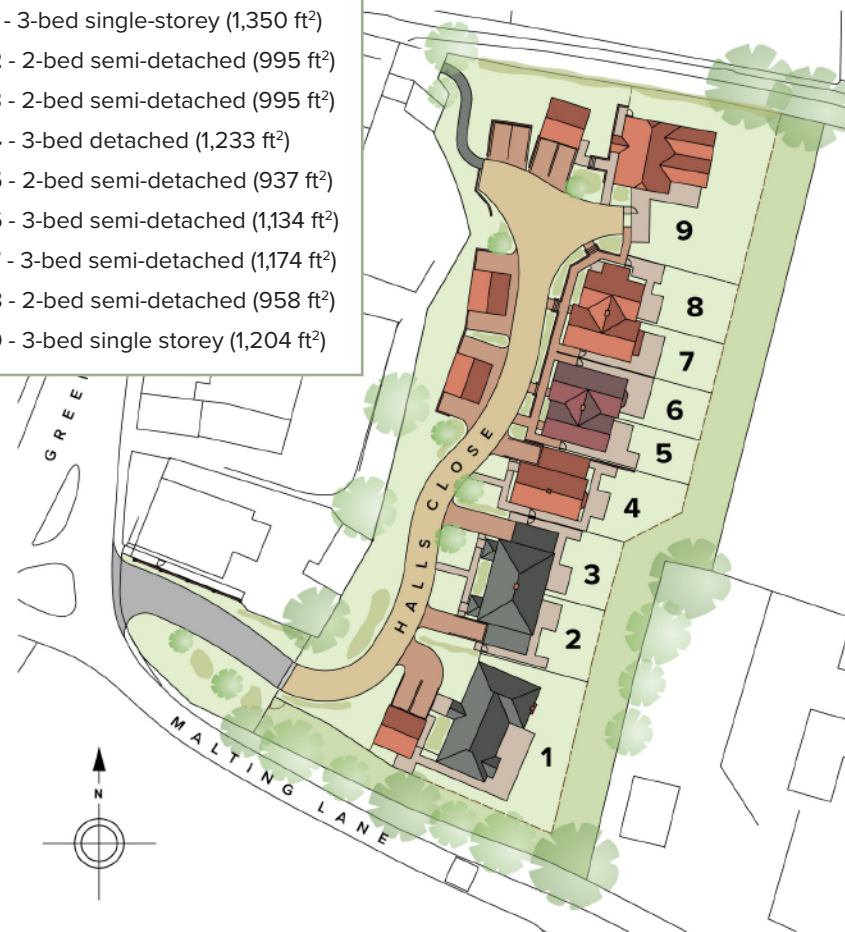 - 3-bed single-storey (1,350 ft²)
- 2-bed semi-detached (995 ft²)
- 2-bed semi-detached (995 ft²)
- 3-bed detached (1,233 ft²)
- 2-bed semi-detached (937 ft²)
- 3-bed semi-detached (1,134 ft²)
- 3-bed semi-detached (1,174 ft²)
- 2-bed semi-detached (958 ft²)
- 3-bed single storey (1,204 ft²)
9
8
7
6
5
4
3
2
1
HALLS CLOSE
MALTING LANE
N